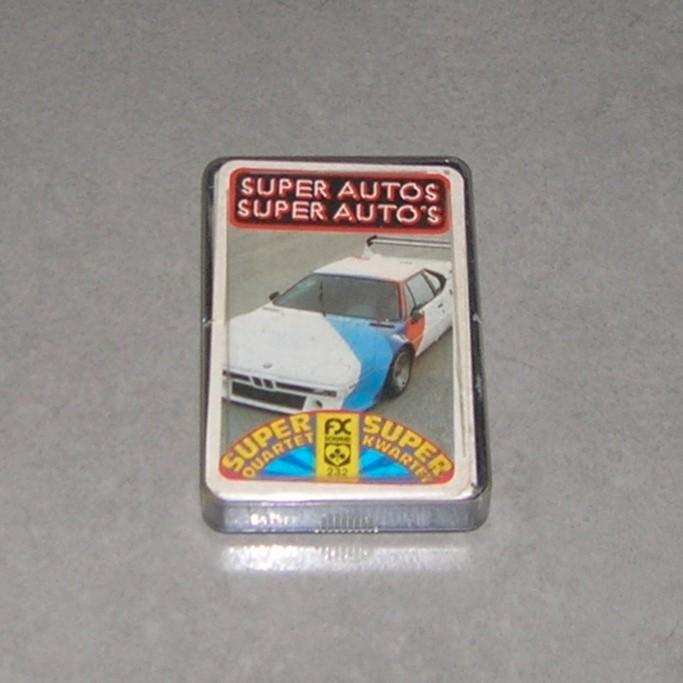 SUPER AUTOS
SUPER AUTO'S
SUPER QUARTET
FX SCHMID
232
SUPER KWARTET